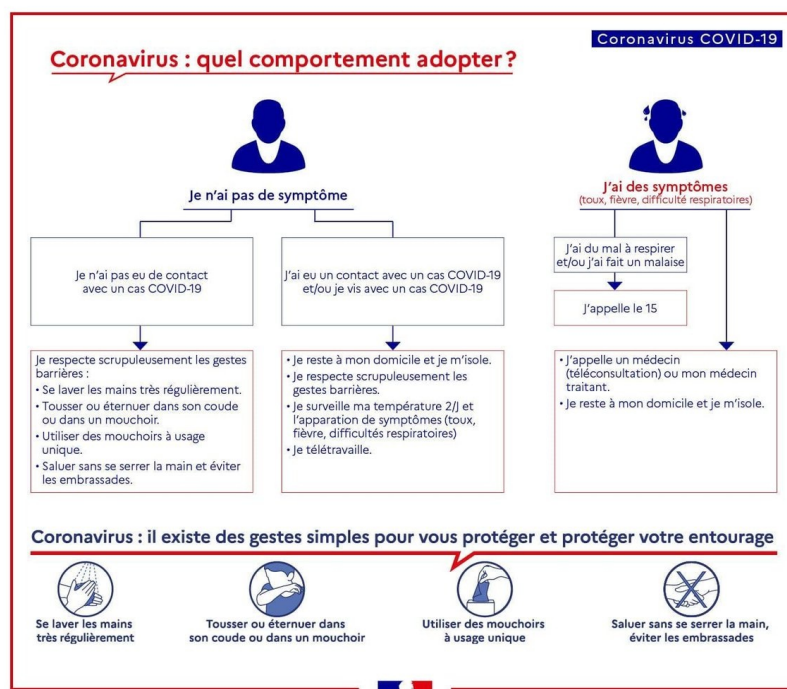 Coronavirus COVID-19
Coronavirus : quel comportement adopter ?
Je n'ai pas de symptôme
J'ai des symptômes
(toux, fièvre, difficulté respiratoires)
Je n'ai pas eu de contact
avec un cas COVID-19
J'ai eu un contact avec un cas COVID-19
et/ou je vis avec un cas COVID-19
J'ai du mal à respirer
et/ou j'ai fait un malaise
J'appelle le 15
Je respecte scrupuleusement les gestes
barrières :
• Se laver les mains très régulièrement.
• Tousser ou éternuer dans son coude
ou dans un mouchoir.
• Utiliser des mouchoirs à usage
unique.
• Saluer sans se serrer la main et éviter
les embrassades.
• Je reste à mon domicile et je m'isole.
• Je respecte scrupuleusement les
gestes barrières.
• Je surveille ma température 2/J et
l'apparation de symptômes (toux,
fièvre, difficultés respiratoires)
• Je télétravaille.
• J'appelle un médecin
(téléconsultation) ou mon médecin
traitant.
• Je reste à mon domicile et je m'isole.
Coronavirus : il existe des gestes simples pour vous protéger et protéger votre entourage
Se laver les mains
très régulièrement
Tousser ou éternuer dans
son coude ou dans un mouchoir
Utiliser des mouchoirs
à usage unique
Saluer sans se serrer la main,
éviter les embrassades